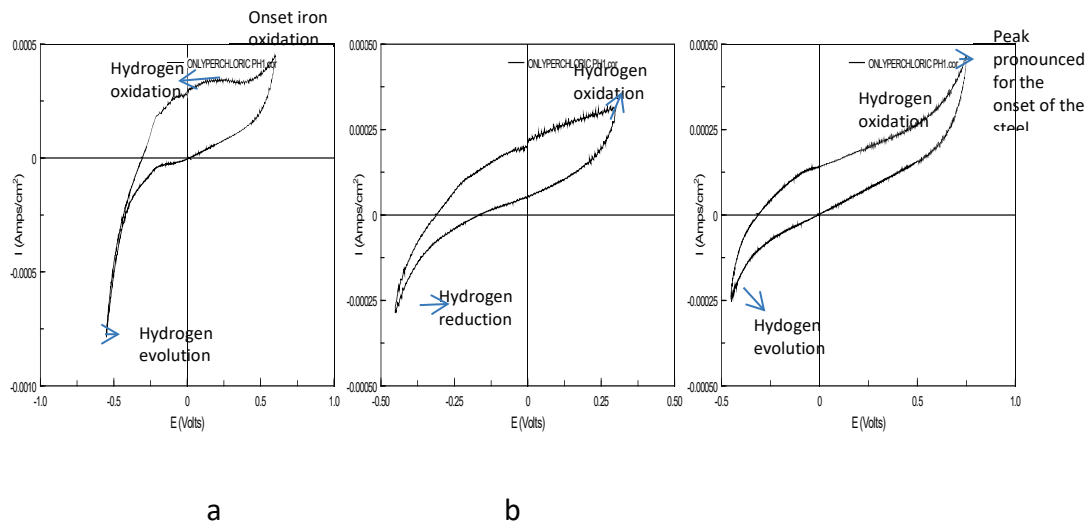 Onset iron
oxidation
0.0005
ONLYPERCHLORIC PH1.cor
Hydrogen
oxidation
0
-0.0005
-0.0010
I (Amps/cm²)
Hydrogen
evolution
-1.0 -0.5 0 0.5 1.0
E (Volts)
0.00050
ONLYPERCHLORIC PH1.cor
Hydrogen
oxidation
0.00025
0
-0.00025
-0.00050
I (Amps/cm²)
Hydrogen
reduction
-0.50 -0.25 0 0.25 0.50
E (Volts)
0.00050
ONLYPERCHLORIC PH1.cor
Hydrogen
oxidation
Peak
pronounced
for the
onset of the
steel
0.00025
0
-0.00025
-0.00050
I (Amps/cm²)
Hydogen
evolution
-0.5 0 0.5 1.0
E (Volts)
a b